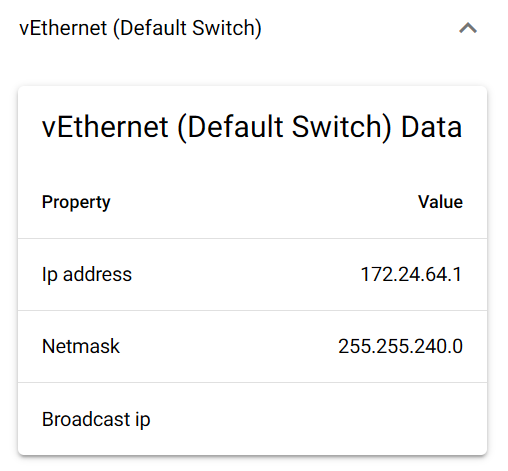 vEthernet (Default Switch)
vEthernet (Default Switch) Data
Property Value
Ip address 172.24.64.1
Netmask 255.255.240.0
Broadcast ip